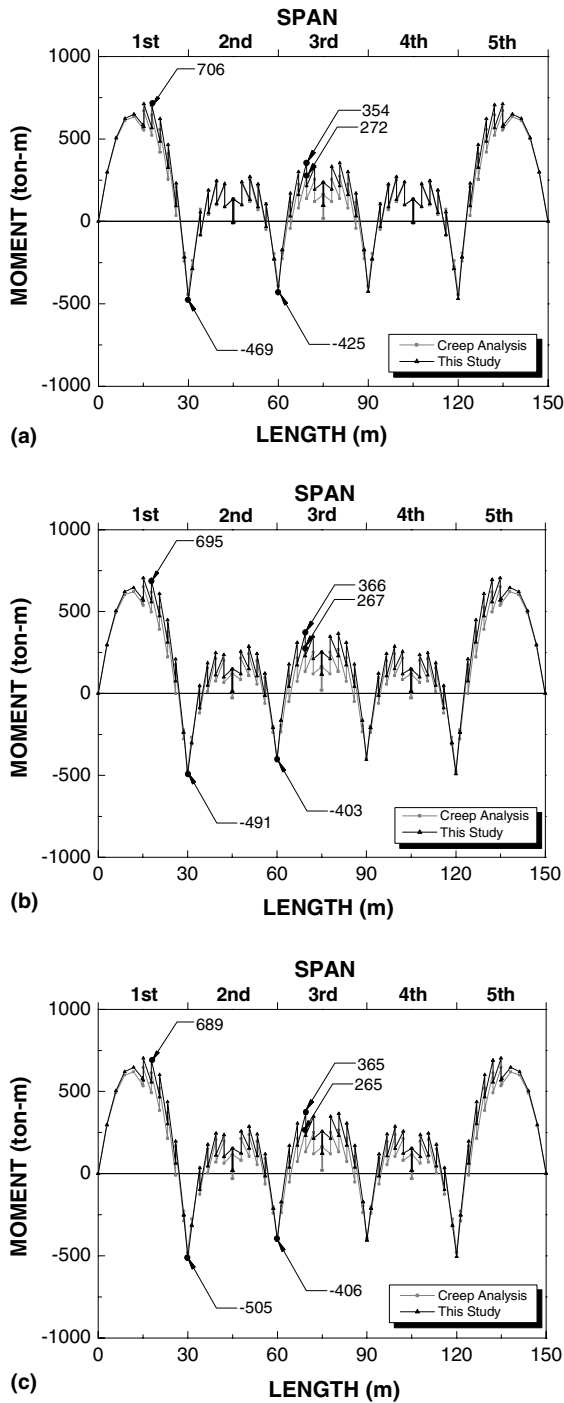 SPAN
1st 2nd 3rd 4th 5th
1000
706
354
272
500
0
-500
-469
-425
-1000
MOMENT (ton-m)
Creep Analysis
This Study
0 30 60 90 120 150
(a)
LENGTH (m)
SPAN
1st 2nd 3rd 4th 5th
1000
695
366
267
500
0
-500
-491
-403
-1000
MOMENT (ton-m)
Creep Analysis
This Study
0 30 60 90 120 150
(b)
LENGTH (m)
SPAN
1st 2nd 3rd 4th 5th
1000
689
365
265
500
0
-500
-505
-406
-1000
MOMENT (ton-m)
Creep Analysis
This Study
0 30 60 90 120 150
(c)
LENGTH (m)